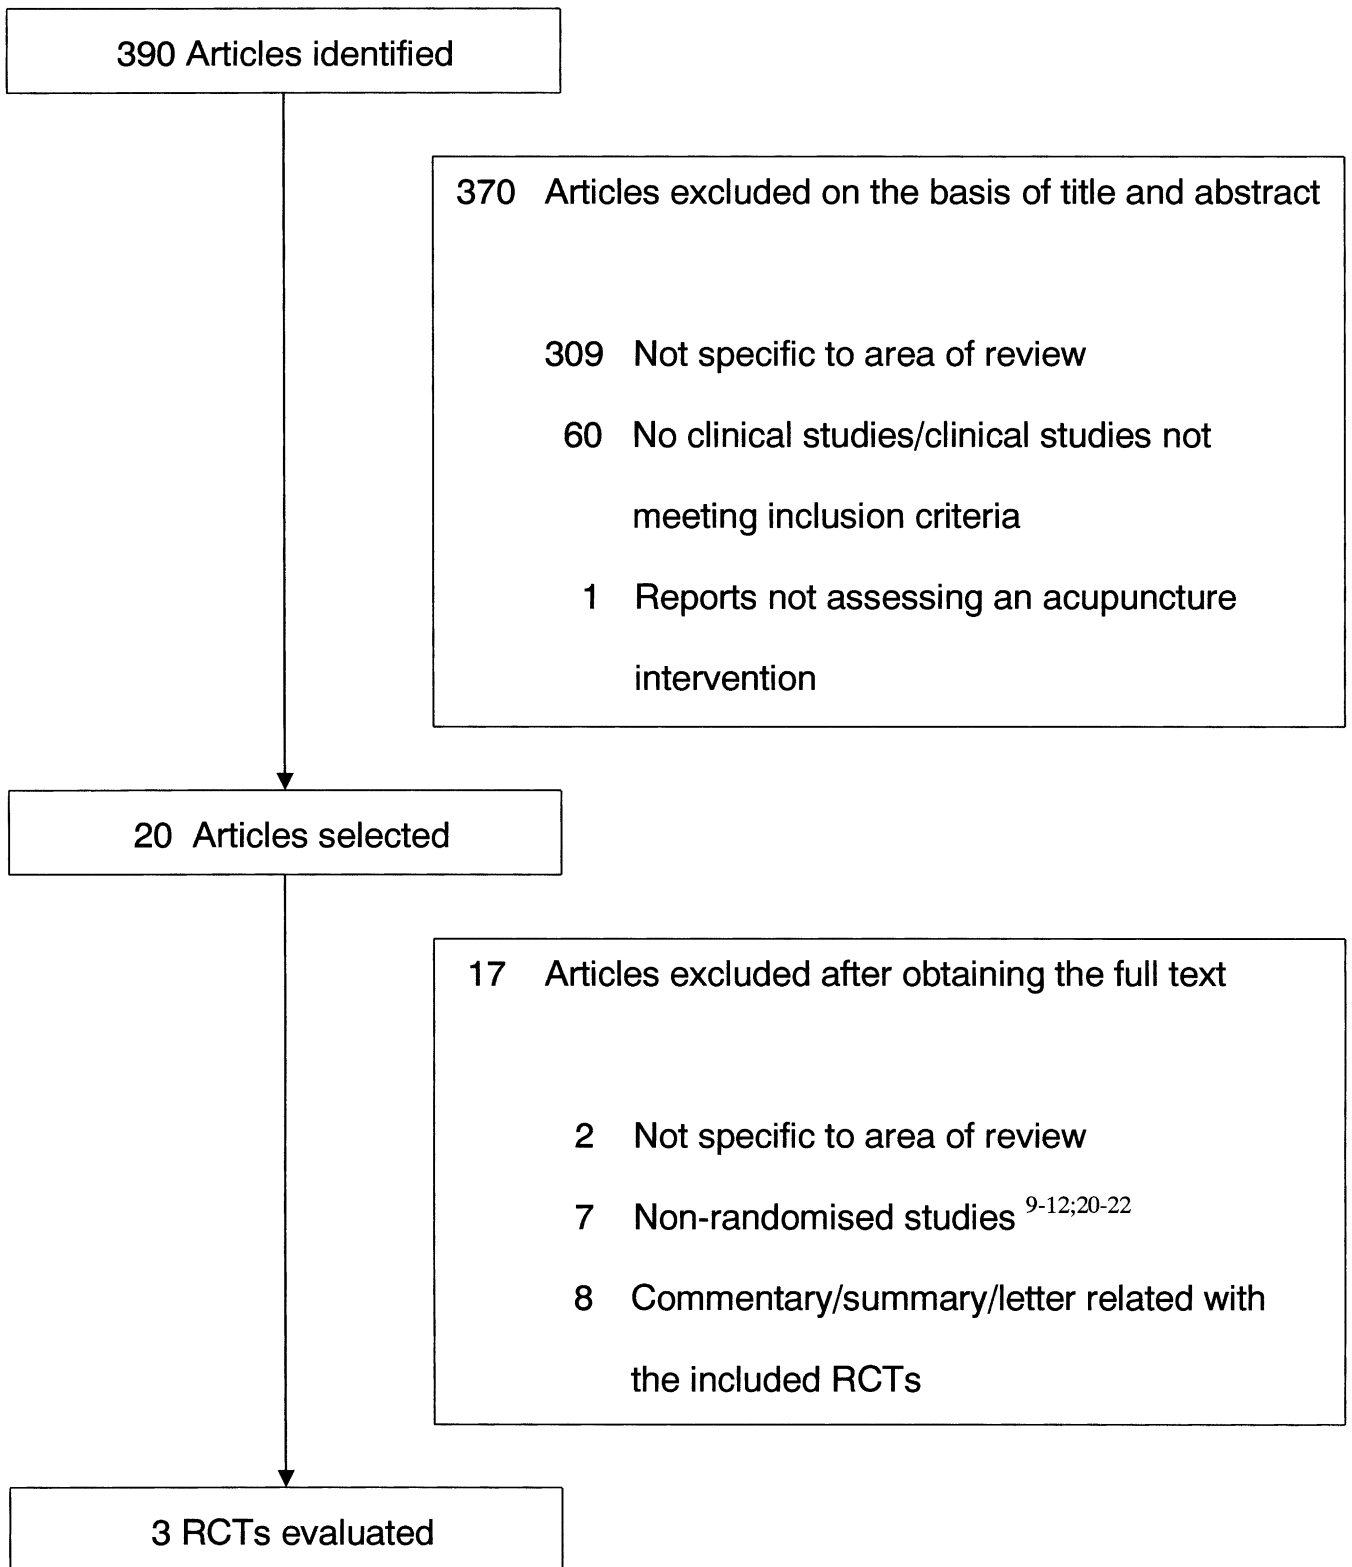 390 Articles identified
370 Articles excluded on the basis of title and abstract
309 Not specific to area of review
60 No clinical studies/clinical studies not
meeting inclusion criteria
1 Reports not assessing an acupuncture
intervention
20 Articles selected
17 Articles excluded after obtaining the full text
2 Not specific to area of review
7 Non-randomised studies 9-12;20-22
8 Commentary/summary/letter related with
the included RCTs
3 RCTs evaluated